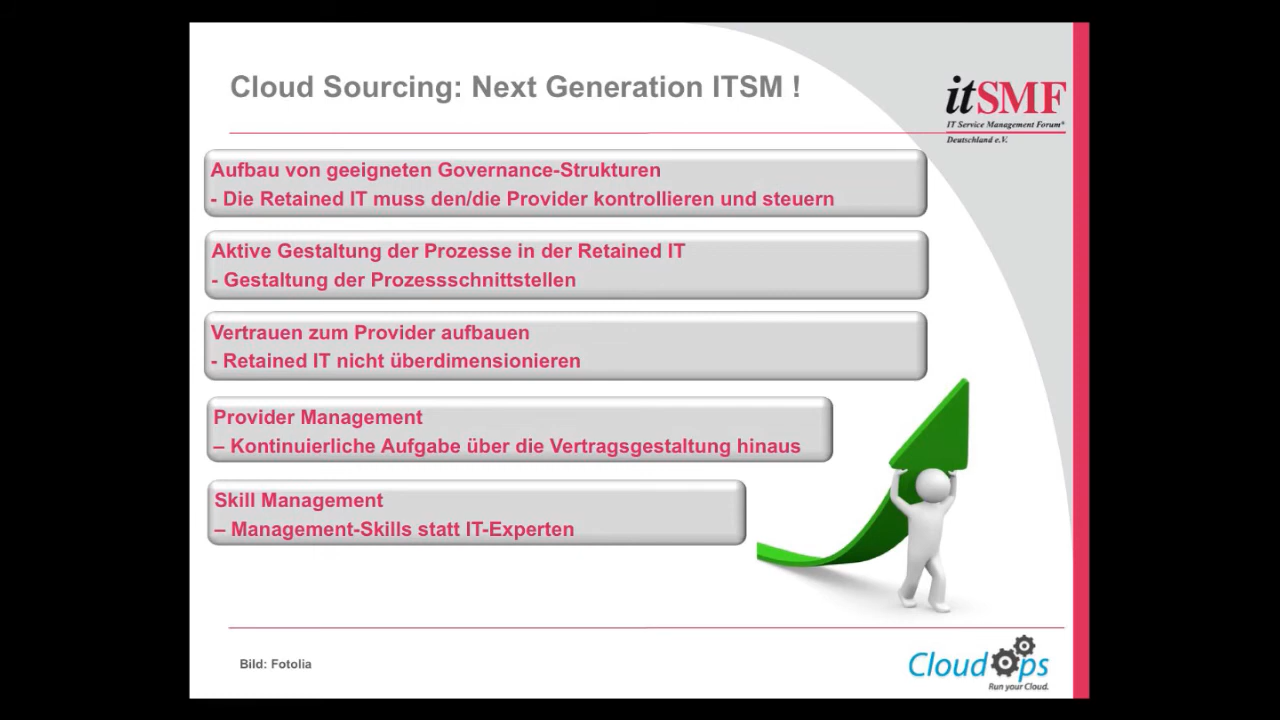 Cloud Sourcing: Next Generation ITSM !
itSMF
IT Service Management Forum®
Deutschland e.V.
Aufbau von geeigneten Governance-Strukturen
- Die Retained IT muss den/die Provider kontrollieren und steuern
Aktive Gestaltung der Prozesse in der Retained IT
- Gestaltung der Prozessschnittstellen
Vertrauen zum Provider aufbauen
- Retained IT nicht überdimensionieren
Provider Management
– Kontinuierliche Aufgabe über die Vertragsgestaltung hinaus
Skill Management
– Management-Skills statt IT-Experten
Bild: Fotolia
CloudOps
Run your Cloud.